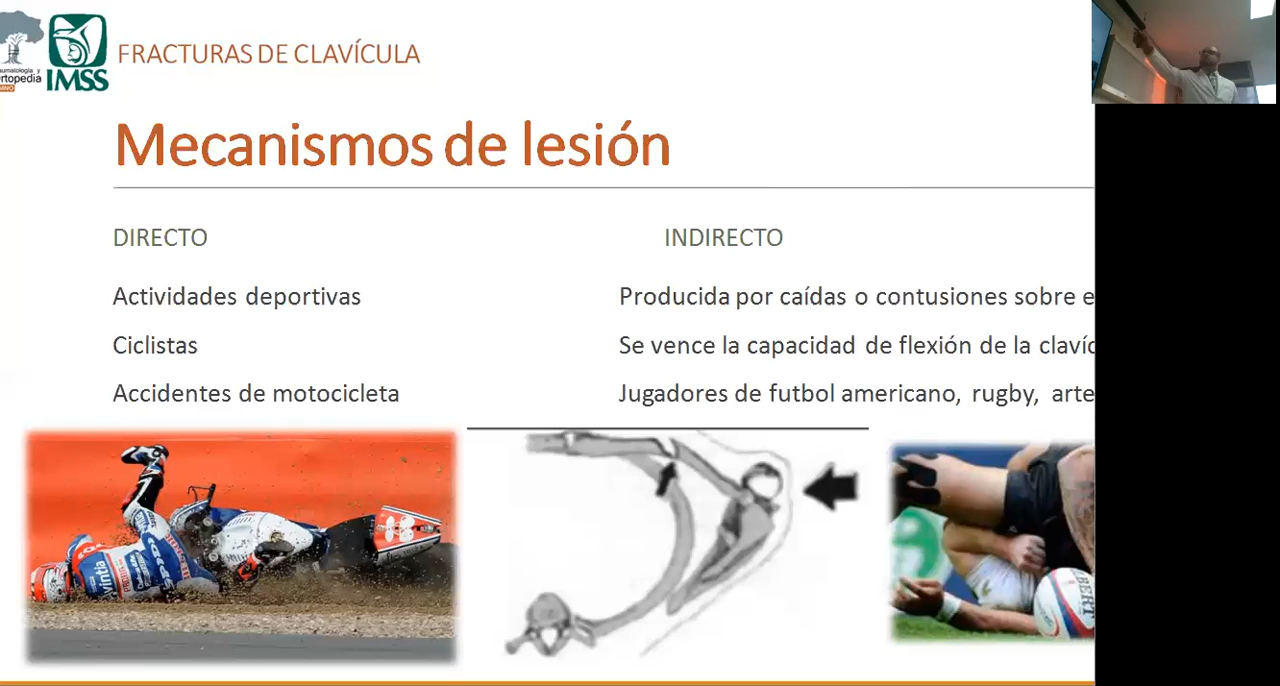 IMSS
FRACTURAS DE CLAVÍCULA
Mecanismos de lesión
DIRECTO
INDIRECTO
Actividades deportivas
Producida por caídas o contusiones sobre e
Ciclistas
Se vence la capacidad de flexión de la clavíc
Accidentes de motocicleta
Jugadores de futbol americano, rugby, arte